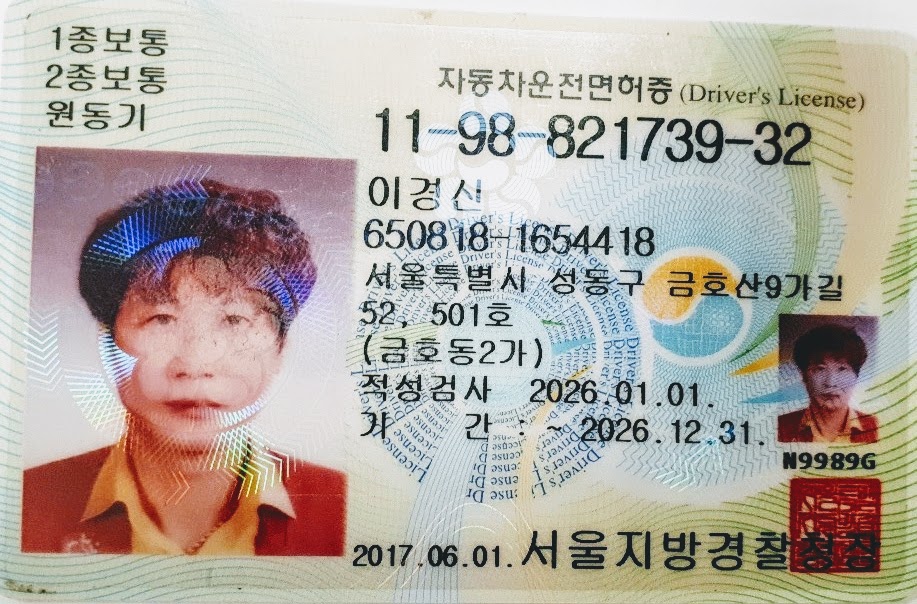 1종보통
2종보통
원동기
자동차운전면허증 (Driver's License)
11-98-821739-32
이경신
650818-1654418
서울특별시 성동구 금호산9가길
52, 501호
(금호동2가)
적성검사 2026.01.01.
기 간 : ~ 2026.12.31.
N9989G
2017.06.01. 서울지방경찰청장